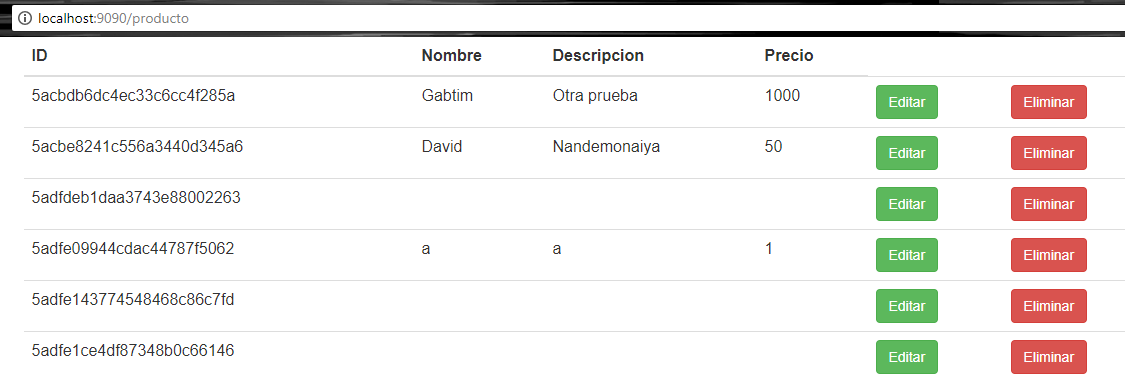 localhost:9090/producto
ID Nombre Descripcion Precio
5acbdb6dc4ec33c6cc4f285a Gabtim Otra prueba 1000 Editar Eliminar
5acbe8241c556a3440d345a6 David Nandemonaiya 50 Editar Eliminar
5adfdeb1daa3743e88002263 Editar Eliminar
5adfe09944cdac44787f5062 a a 1 Editar Eliminar
5adfe143774548468c86c7fd Editar Eliminar
5adfe1ce4df87348b0c66146 Editar Eliminar